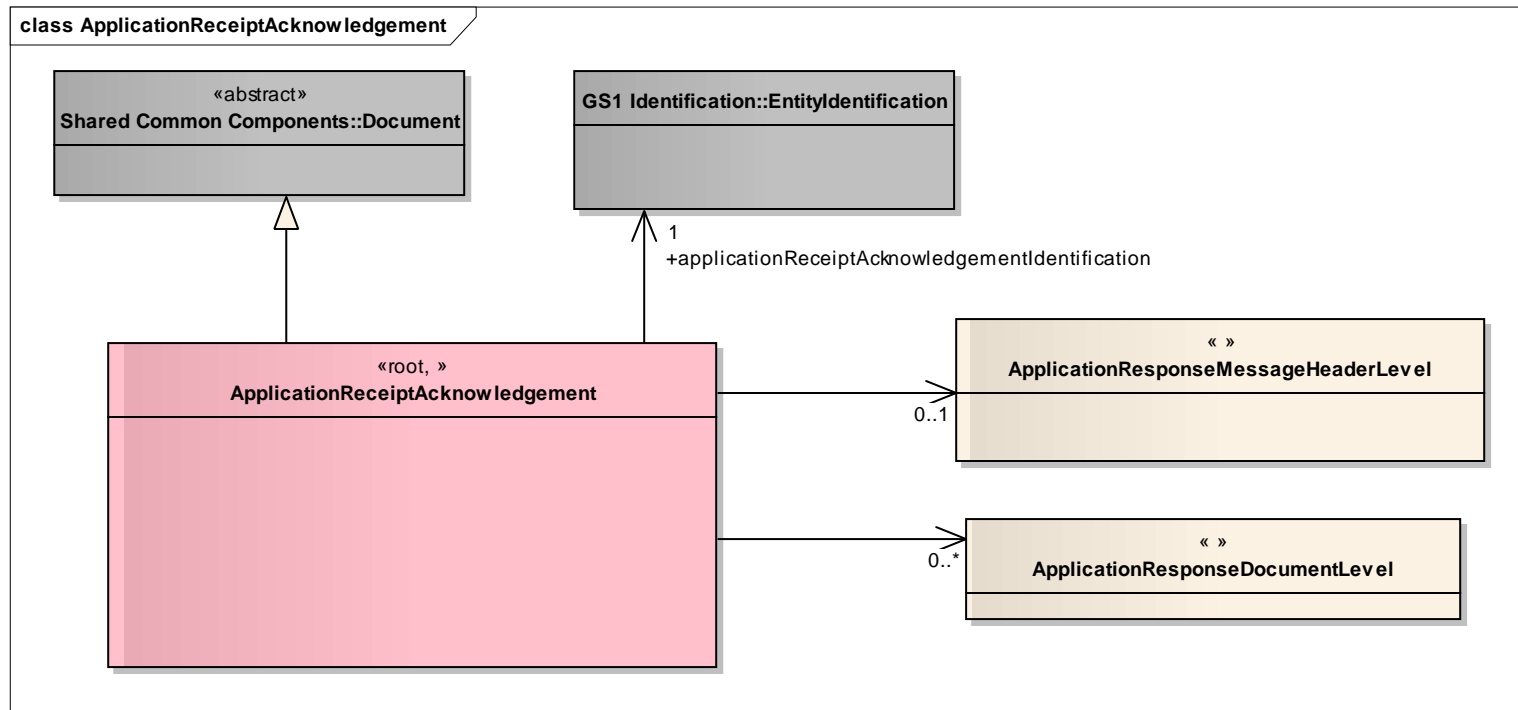 class ApplicationReceiptAcknowledgement
«abstract»
Shared Common Components::Document
GS1 Identification::EntityIdentification
1
+applicationReceiptAcknowledgementIdentification
«root, »
ApplicationReceiptAcknowledgement
« »
ApplicationResponseMessageHeaderLevel
0..1
« »
ApplicationResponseDocumentLevel
0..*